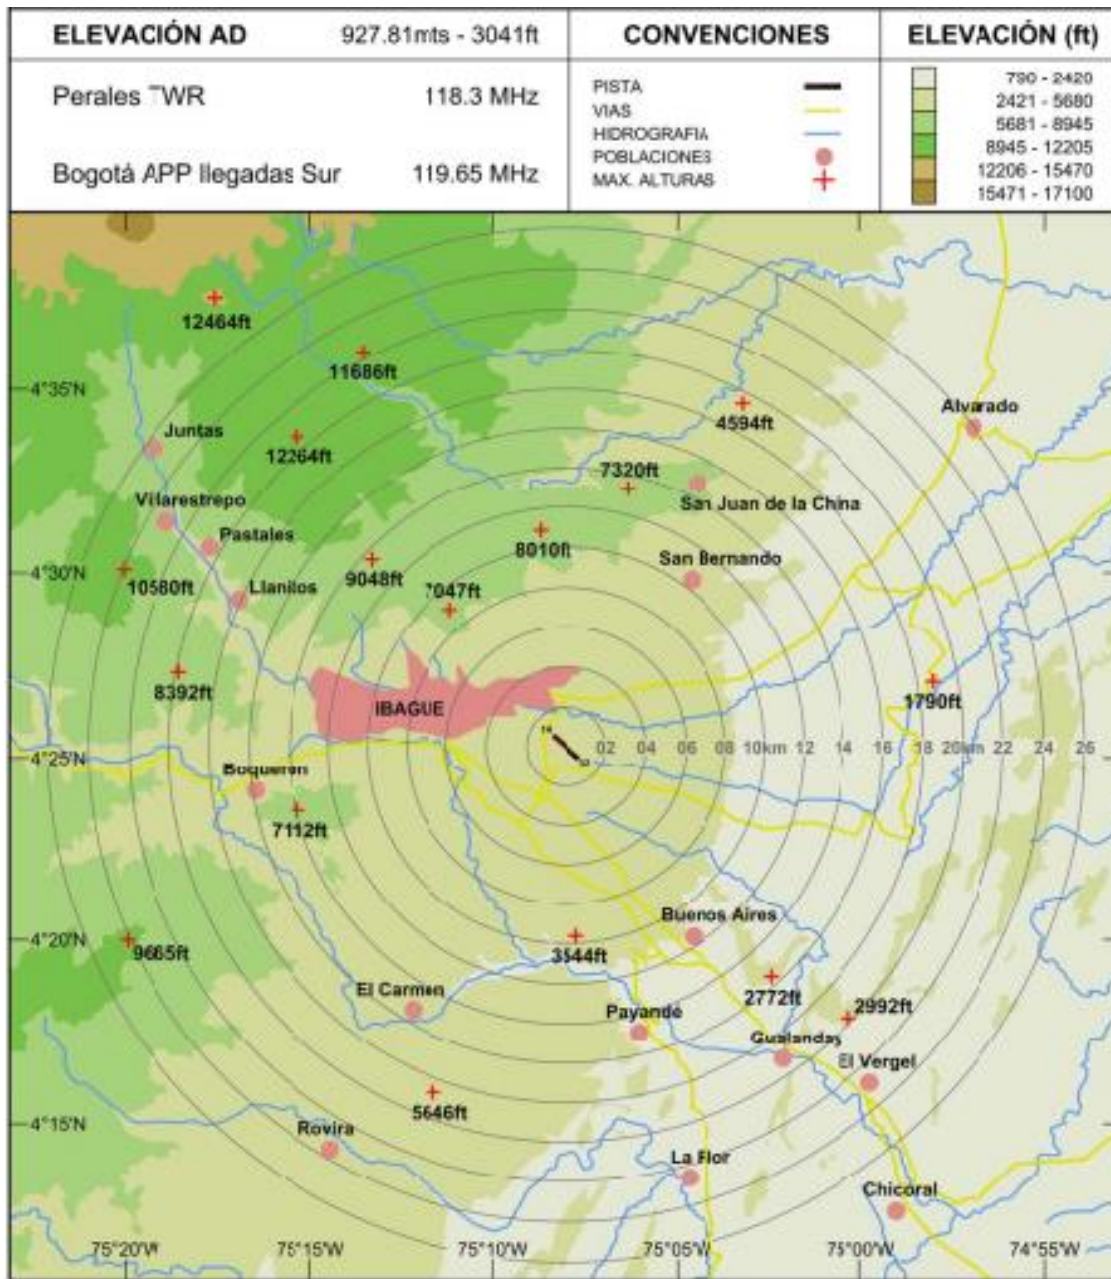 ELEVACIÓN AD 927.81mts - 3041ft
Perales TWR 118.3 MHz
Bogotá APP llegadas Sur 119.65 MHz
CONVENCIONES
PISTA
VIAS
HIDROGRAFIA
POBLACIONES
MAX. ALTURAS
ELEVACIÓN (ft)
790 - 2420
2421 - 5680
5681 - 8945
8945 - 12205
12206 - 15470
15471 - 17100
12464ft
11686ft
4°35'N
4594ft
Alvarado
Juntas
12264ft
7320ft
San Juan de la China
Villarestrepo
Pastales
8010ft
San Bernando
4°30'N
10580ft
Llanitos
9048ft
7047ft
8392ft
IBAGUE
1790ft
02 04 06 08 10km 12 14 16 18 20km 22 24 26
4°25'N
Boqueron
7112ft
Buenos Aires
4°20'N
9665ft
3544ft
El Carmen
2772ft
2992ft
Payandé
Gualanday
El Vergel
5646ft
4°15'N
Rovira
La Flor
Chicoral
75°20'W 75°15'W 75°10'W 75°05'W 75°00'W 74°55'W